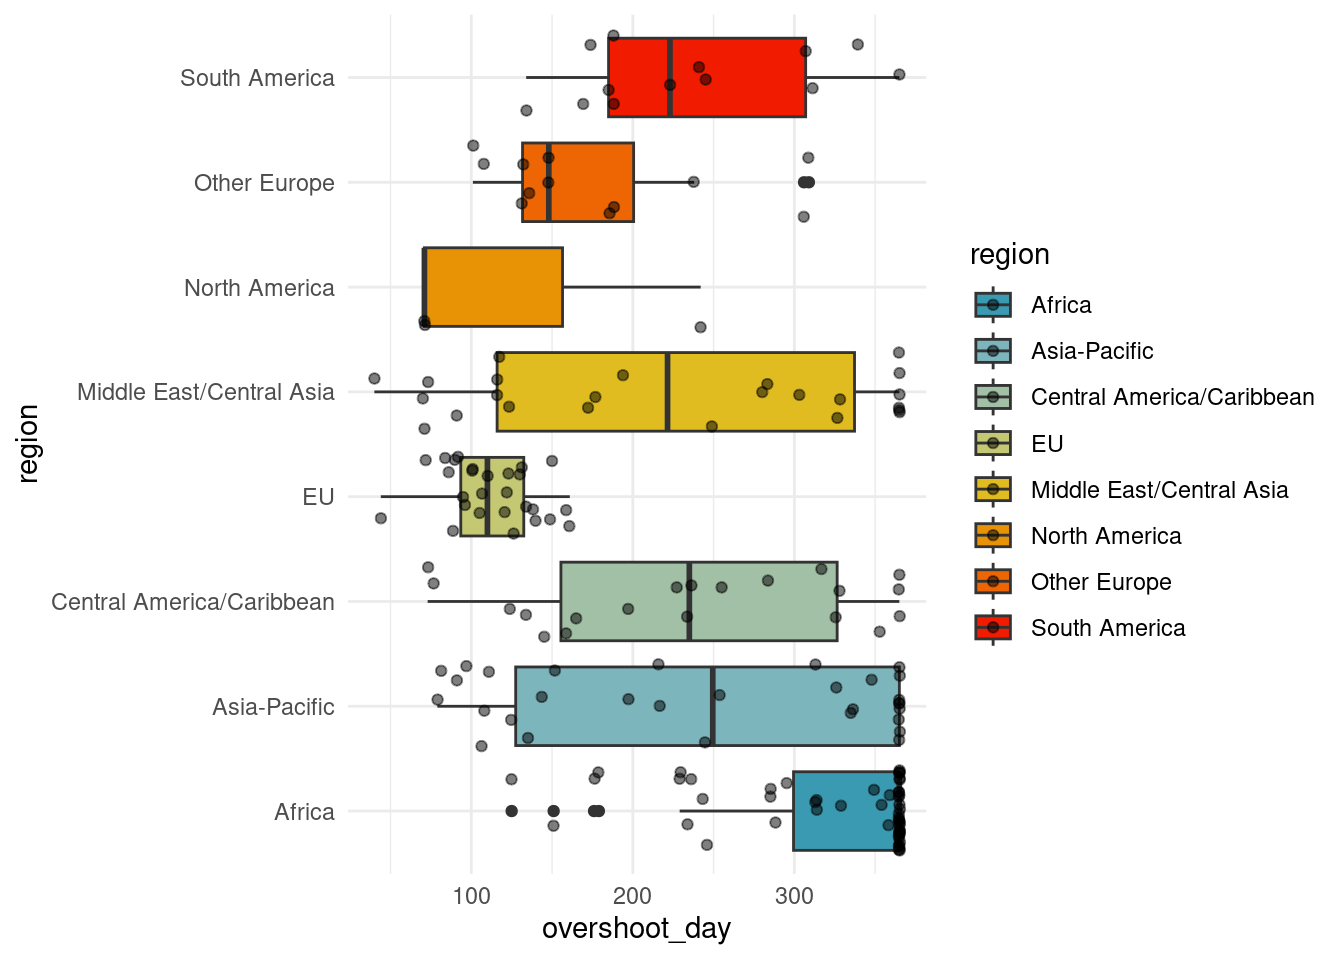 region
South America
Other Europe
North America
Middle East/Central Asia
EU
Central America/Caribbean
Asia-Pacific
Africa
100 200 300
overshoot_day
region
Africa
Asia-Pacific
Central America/Caribbean
EU
Middle East/Central Asia
North America
Other Europe
South America